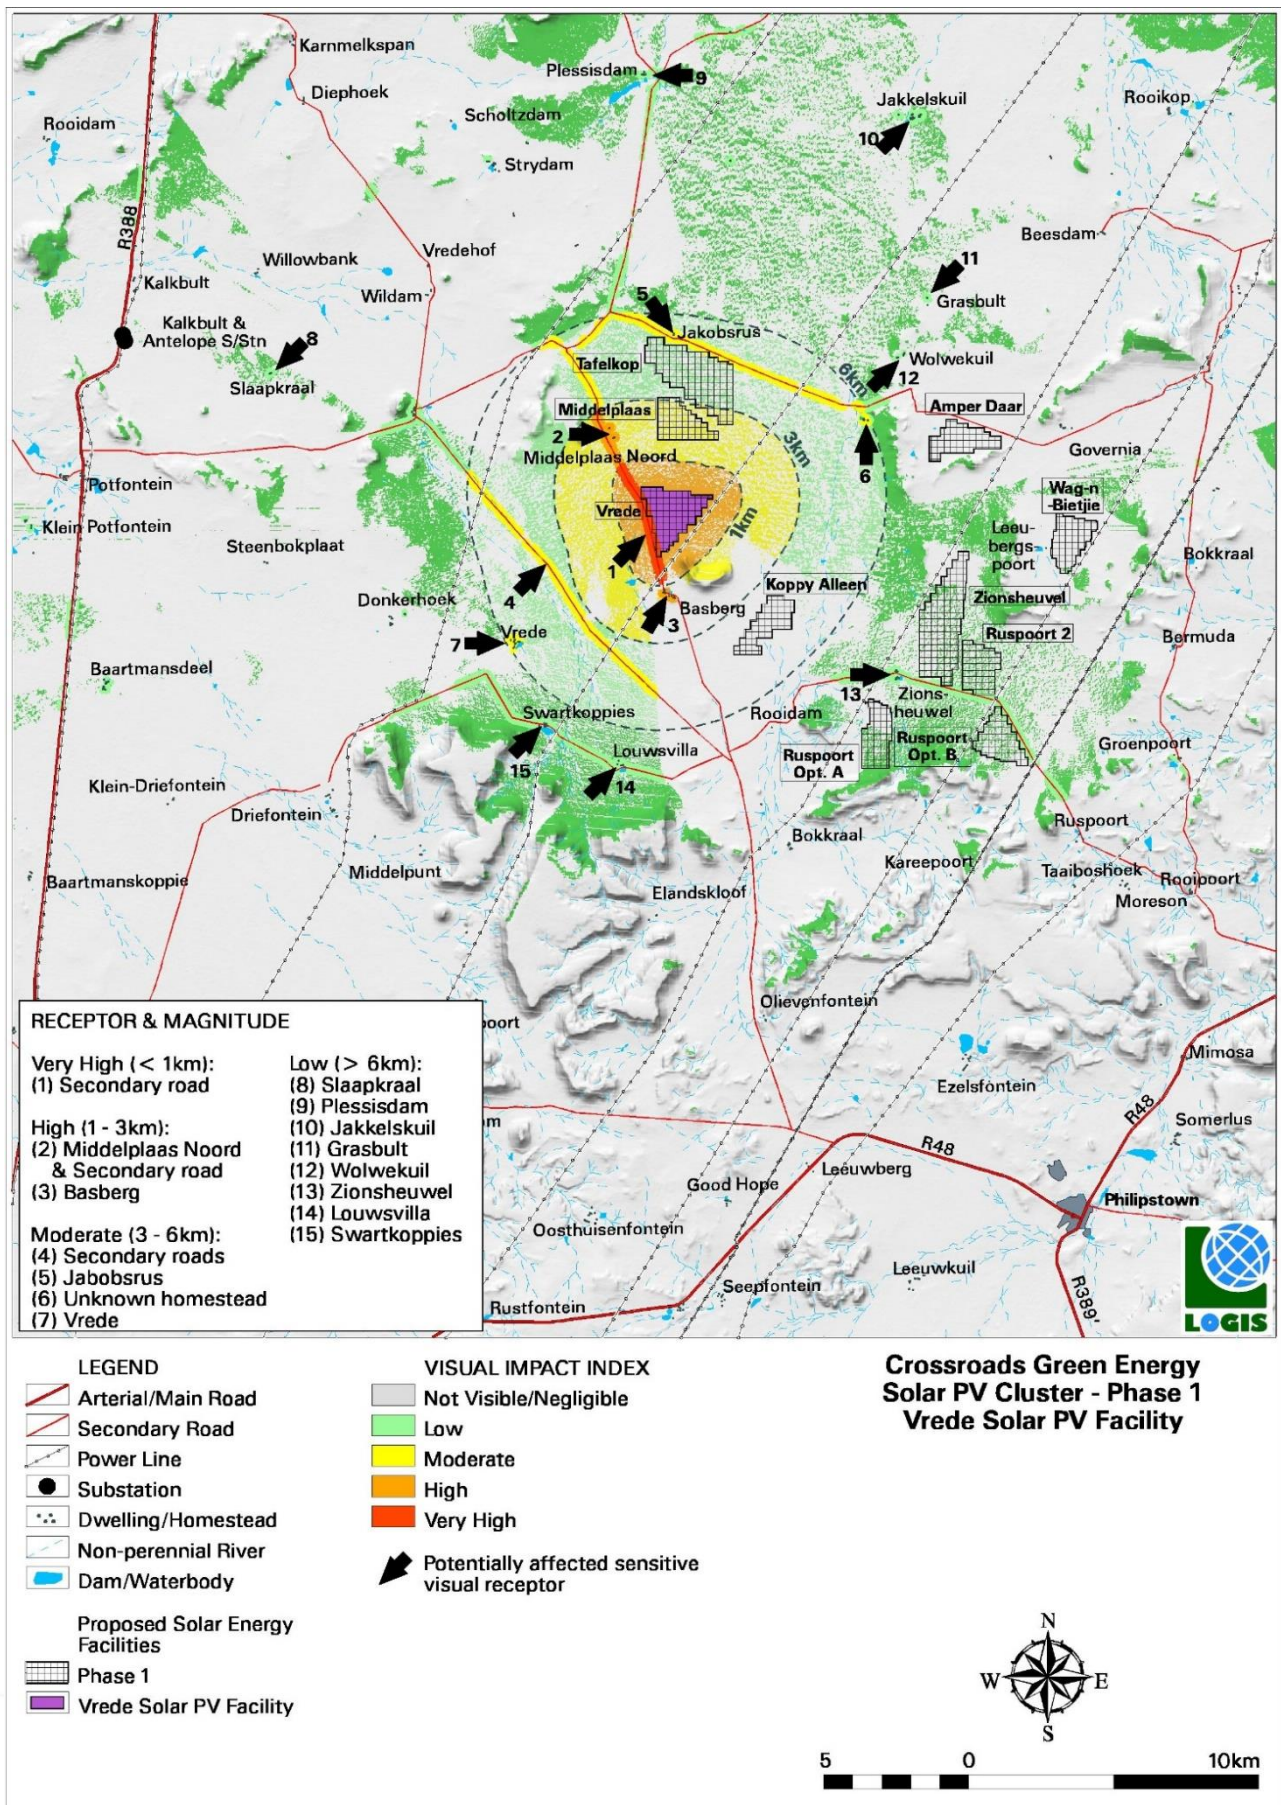 Karnmelkspan
Plessisdam
9
Diephoek
Jakkelskuil
Rooikop
Scholtzdam
Rooidam
10
Strydam
R388
Beesdam
Vredehof
Willowbank
11
Kalkbult
Wildam
5
Grasbult
Kalkbult &
Antelope S/Stn
8
Jakobsrus
Wolwekuil
Tafelkop
6km
12
Slaapkraal
Middelplaas
Amper Daar
2
3km
Middelplaas Noord
6
Governia
Potfontein
Wag-n
-Bietjie
Vrede
1km
Klein Potfontein
Leeu-
bergs-
poort
Steenbokplaat
Bokkraal
1
Koppy Alleen
4
Donkerhoek
Basberg
Zionsheuvel
3
Vrede
Ruspoort 2
7
Bermuda
Baartmansdeel
13
Zions-
heuwel
Swartkoppies
Rooidam
Louwsvilla
Ruspoort
Opt. A
Ruspoort
Opt. B
Groenpoort
15
14
Klein-Driefontein
Driefontein
Bokkraal
Ruspoort
Middelpunt
Kareepoort
Taaiboshoek
Rooipoort
Baartmanskoppie
Elandskloof
Moreson
Olievenfontein
poort
Mimosa
Ezelsfontein
R48
Somerlus
om
R48
Leeuwberg
Good Hope
Philipstown
Oosthuisenfontein
Leeuwkuil
Seepfontein
R389'
Rustfontein
LOGIS
RECEPTOR & MAGNITUDE
Very High (< 1km):
(1) Secondary road
High (1 - 3km):
(2) Middelplaas Noord
& Secondary road
(3) Basberg
Moderate (3 - 6km):
(4) Secondary roads
(5) Jabobsrus
(6) Unknown homestead
(7) Vrede
Low (> 6km):
(8) Slaapkraal
(9) Plessisdam
(10) Jakkelskuil
(11) Grasbult
(12) Wolwekuil
(13) Zionsheuwel
(14) Louwsvilla
(15) Swartkoppies
LEGEND
Arterial/Main Road
Secondary Road
Power Line
Substation
Dwelling/Homestead
Non-perennial River
Dam/Waterbody
Proposed Solar Energy
Facilities
Phase 1
Vrede Solar PV Facility
VISUAL IMPACT INDEX
Not Visible/Negligible
Low
Moderate
High
Very High
Potentially affected sensitive
visual receptor
Crossroads Green Energy
Solar PV Cluster - Phase 1
Vrede Solar PV Facility
N
W
E
S
5
0
10km